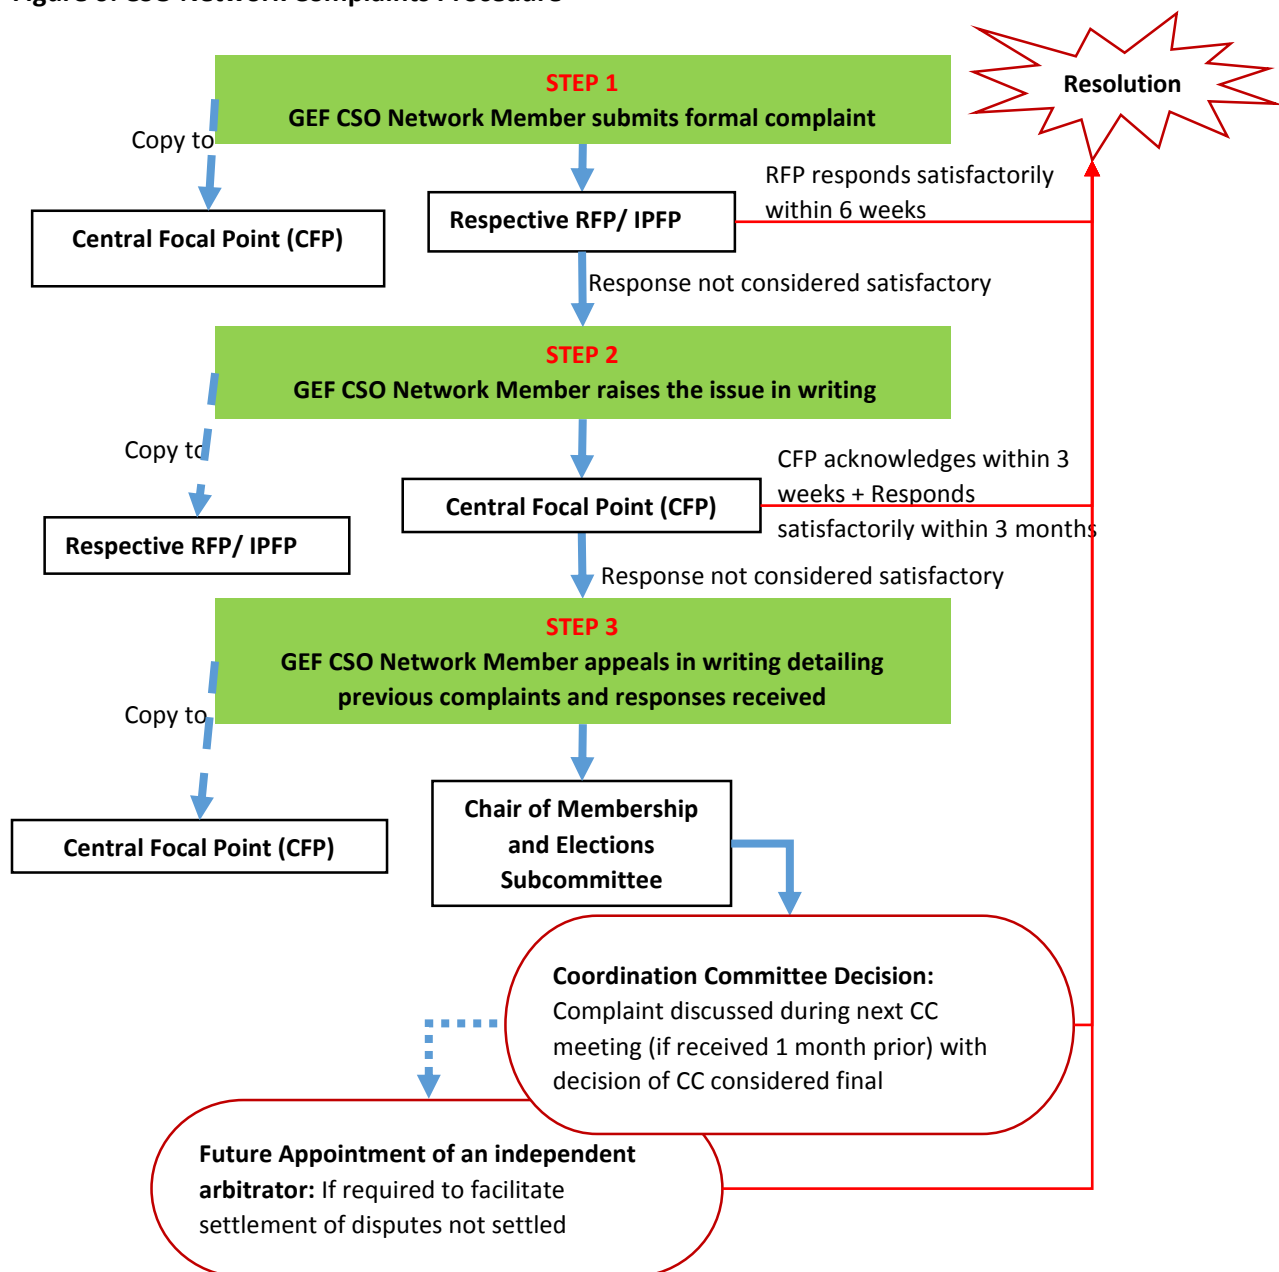 Figure 6: CSO Network Complaints Procedure
STEP 1
GEF CSO Network Member submits formal complaint
Resolution
Copy to
Central Focal Point (CFP)
Respective RFP/ IPFP
RFP responds satisfactorily
within 6 weeks
Response not considered satisfactory
STEP 2
GEF CSO Network Member raises the issue in writing
Copy to
Respective RFP/ IPFP
Central Focal Point (CFP)
CFP acknowledges within 3
weeks + Responds
satisfactorily within 3 months
Response not considered satisfactory
STEP 3
GEF CSO Network Member appeals in writing detailing
previous complaints and responses received
Copy to
Central Focal Point (CFP)
Chair of Membership
and Elections
Subcommittee
Coordination Committee Decision:
Complaint discussed during next CC
meeting (if received 1 month prior) with
decision of CC considered final
Future Appointment of an independent
arbitrator: If required to facilitate
settlement of disputes not settled